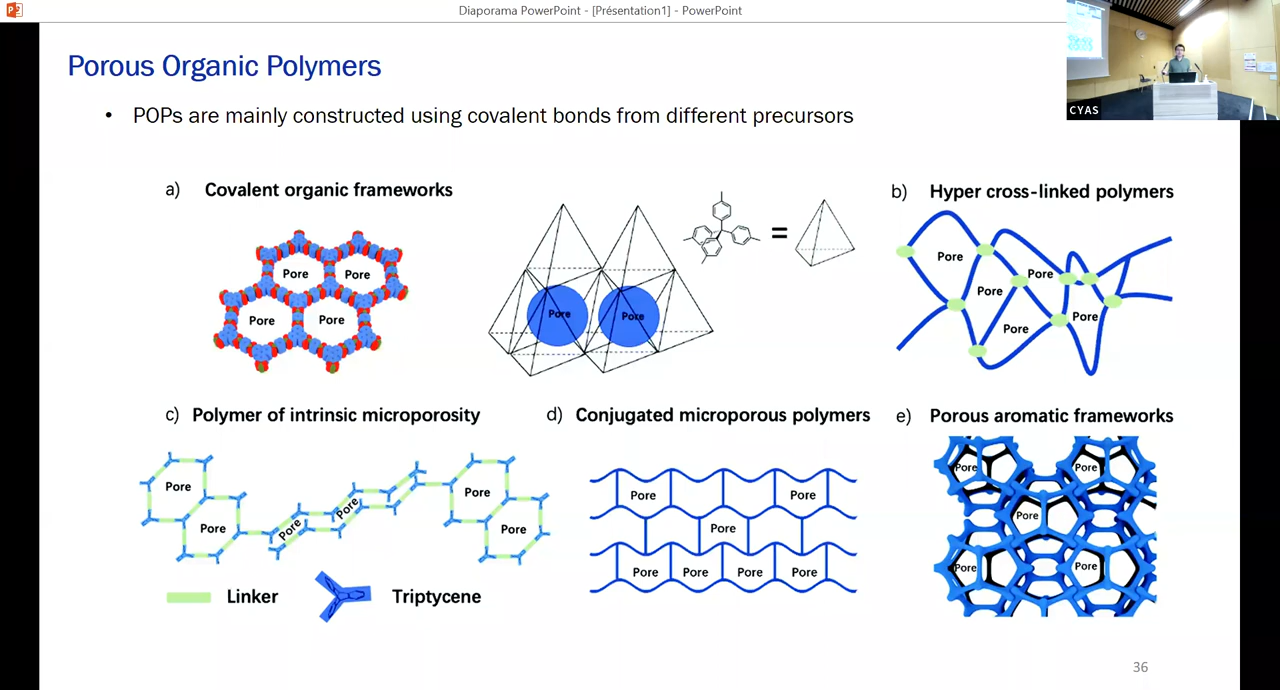 Diaporama PowerPoint - [Présentation1] - PowerPoint
CYAS
Porous Organic Polymers
• POPs are mainly constructed using covalent bonds from different precursors
a) Covalent organic frameworks
Pore
Pore
Pore
Pore
Pore
Pore
=
b) Hyper cross-linked polymers
Pore
Pore
Pore
Pore
Pore
c) Polymer of intrinsic microporosity
Pore
Pore
Pore
Pore
Pore
Pore
Linker
Triptycene
d) Conjugated microporous polymers
Pore
Pore
Pore
Pore
Pore
Pore
Pore
e) Porous aromatic frameworks
Pore
Pore
Pore
Pore
Pore
36